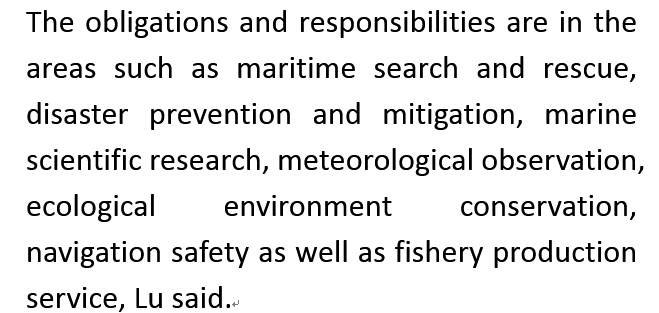 The obligations and responsibilities are in the
areas such as maritime search and rescue,
disaster prevention and mitigation, marine
scientific research, meteorological observation,
ecological environment conservation,
navigation safety as well as fishery production
service, Lu said.